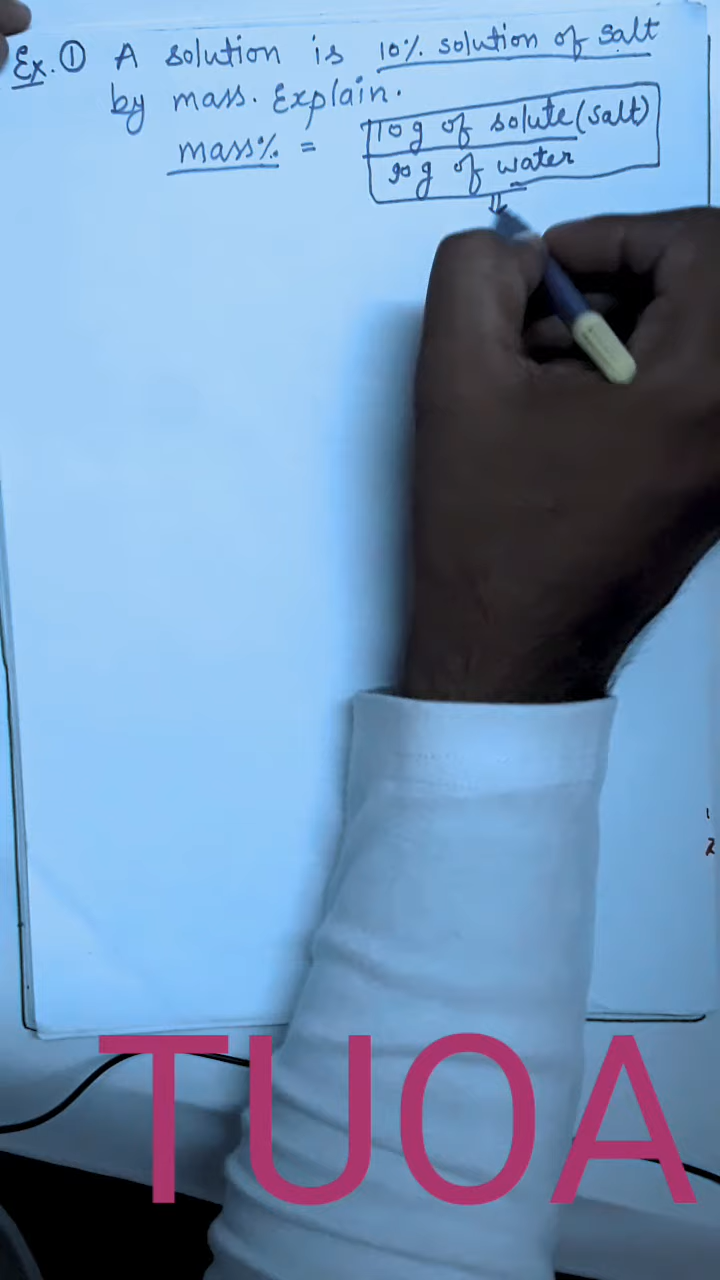 Ex. ① A solution is 10% solution of salt
by mass. Explain.
mass% = 10 g of solute (salt)
90 g of water
TUOA